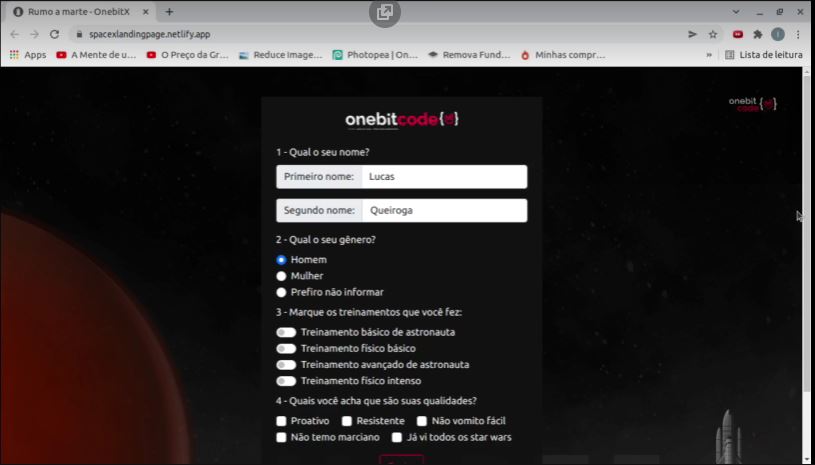 Rumo a marte - OnebitX
spacexlandingpage.netlify.app
Apps
A Mente de u...
O Preço da Gr...
Reduce Image...
Photopea | On...
Remova Fund...
Minhas compr...
»
Lista de leitura
onebit
code{ }
onebitcode{ }
1 - Qual o seu nome?
Primeiro nome: Lucas
Segundo nome: Queiroga
2 - Qual o seu gênero?
Homem
Mulher
Prefiro não informar
3 - Marque os treinamentos que você fez:
Treinamento básico de astronauta
Treinamento físico básico
Treinamento avançado de astronauta
Treinamento físico intenso
4 - Quais você acha que são suas qualidades?
Proativo Resistente Não vomito fácil
Não temo marciano Já vi todos os star wars